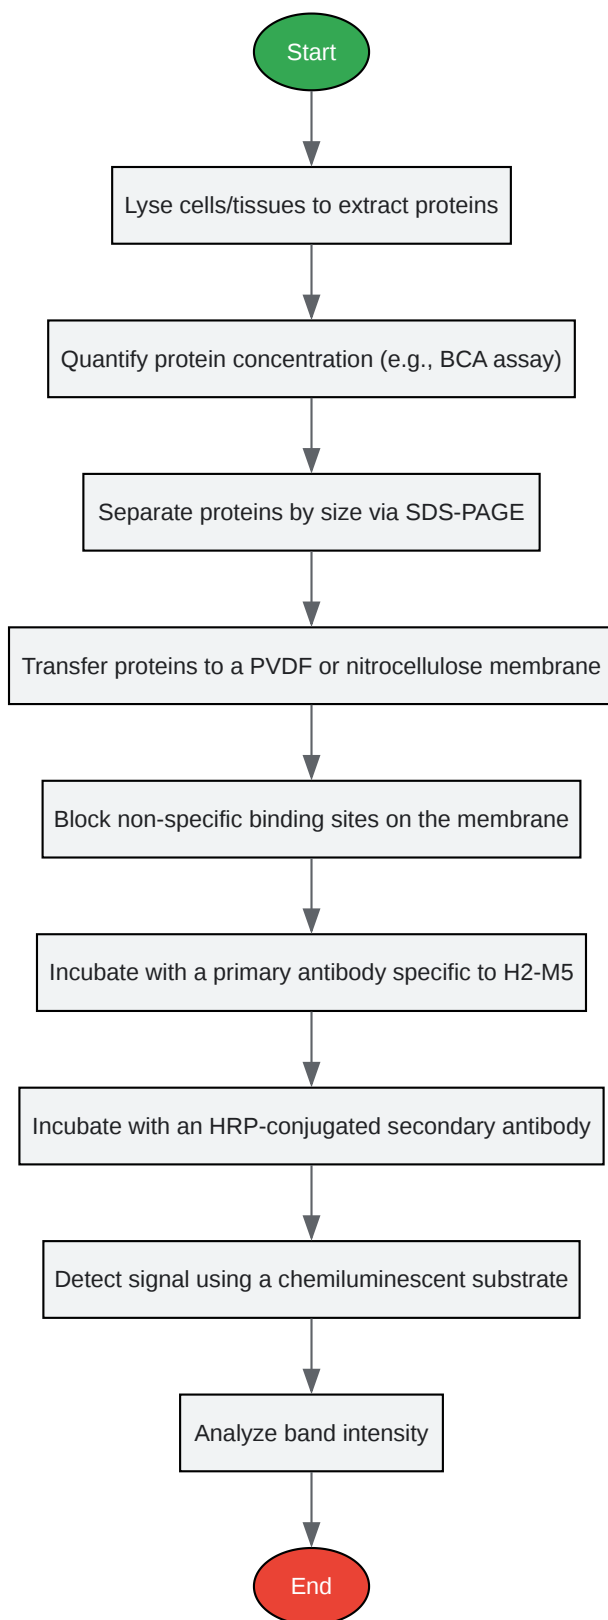 Start
Lyse cells/tissues to extract proteins
Quantify protein concentration (e.g., BCA assay)
Separate proteins by size via SDS-PAGE
Transfer proteins to a PVDF or nitrocellulose membrane
Block non-specific binding sites on the membrane
Incubate with a primary antibody specific to H2-M5
Incubate with an HRP-conjugated secondary antibody
Detect signal using a chemiluminescent substrate
Analyze band intensity
End